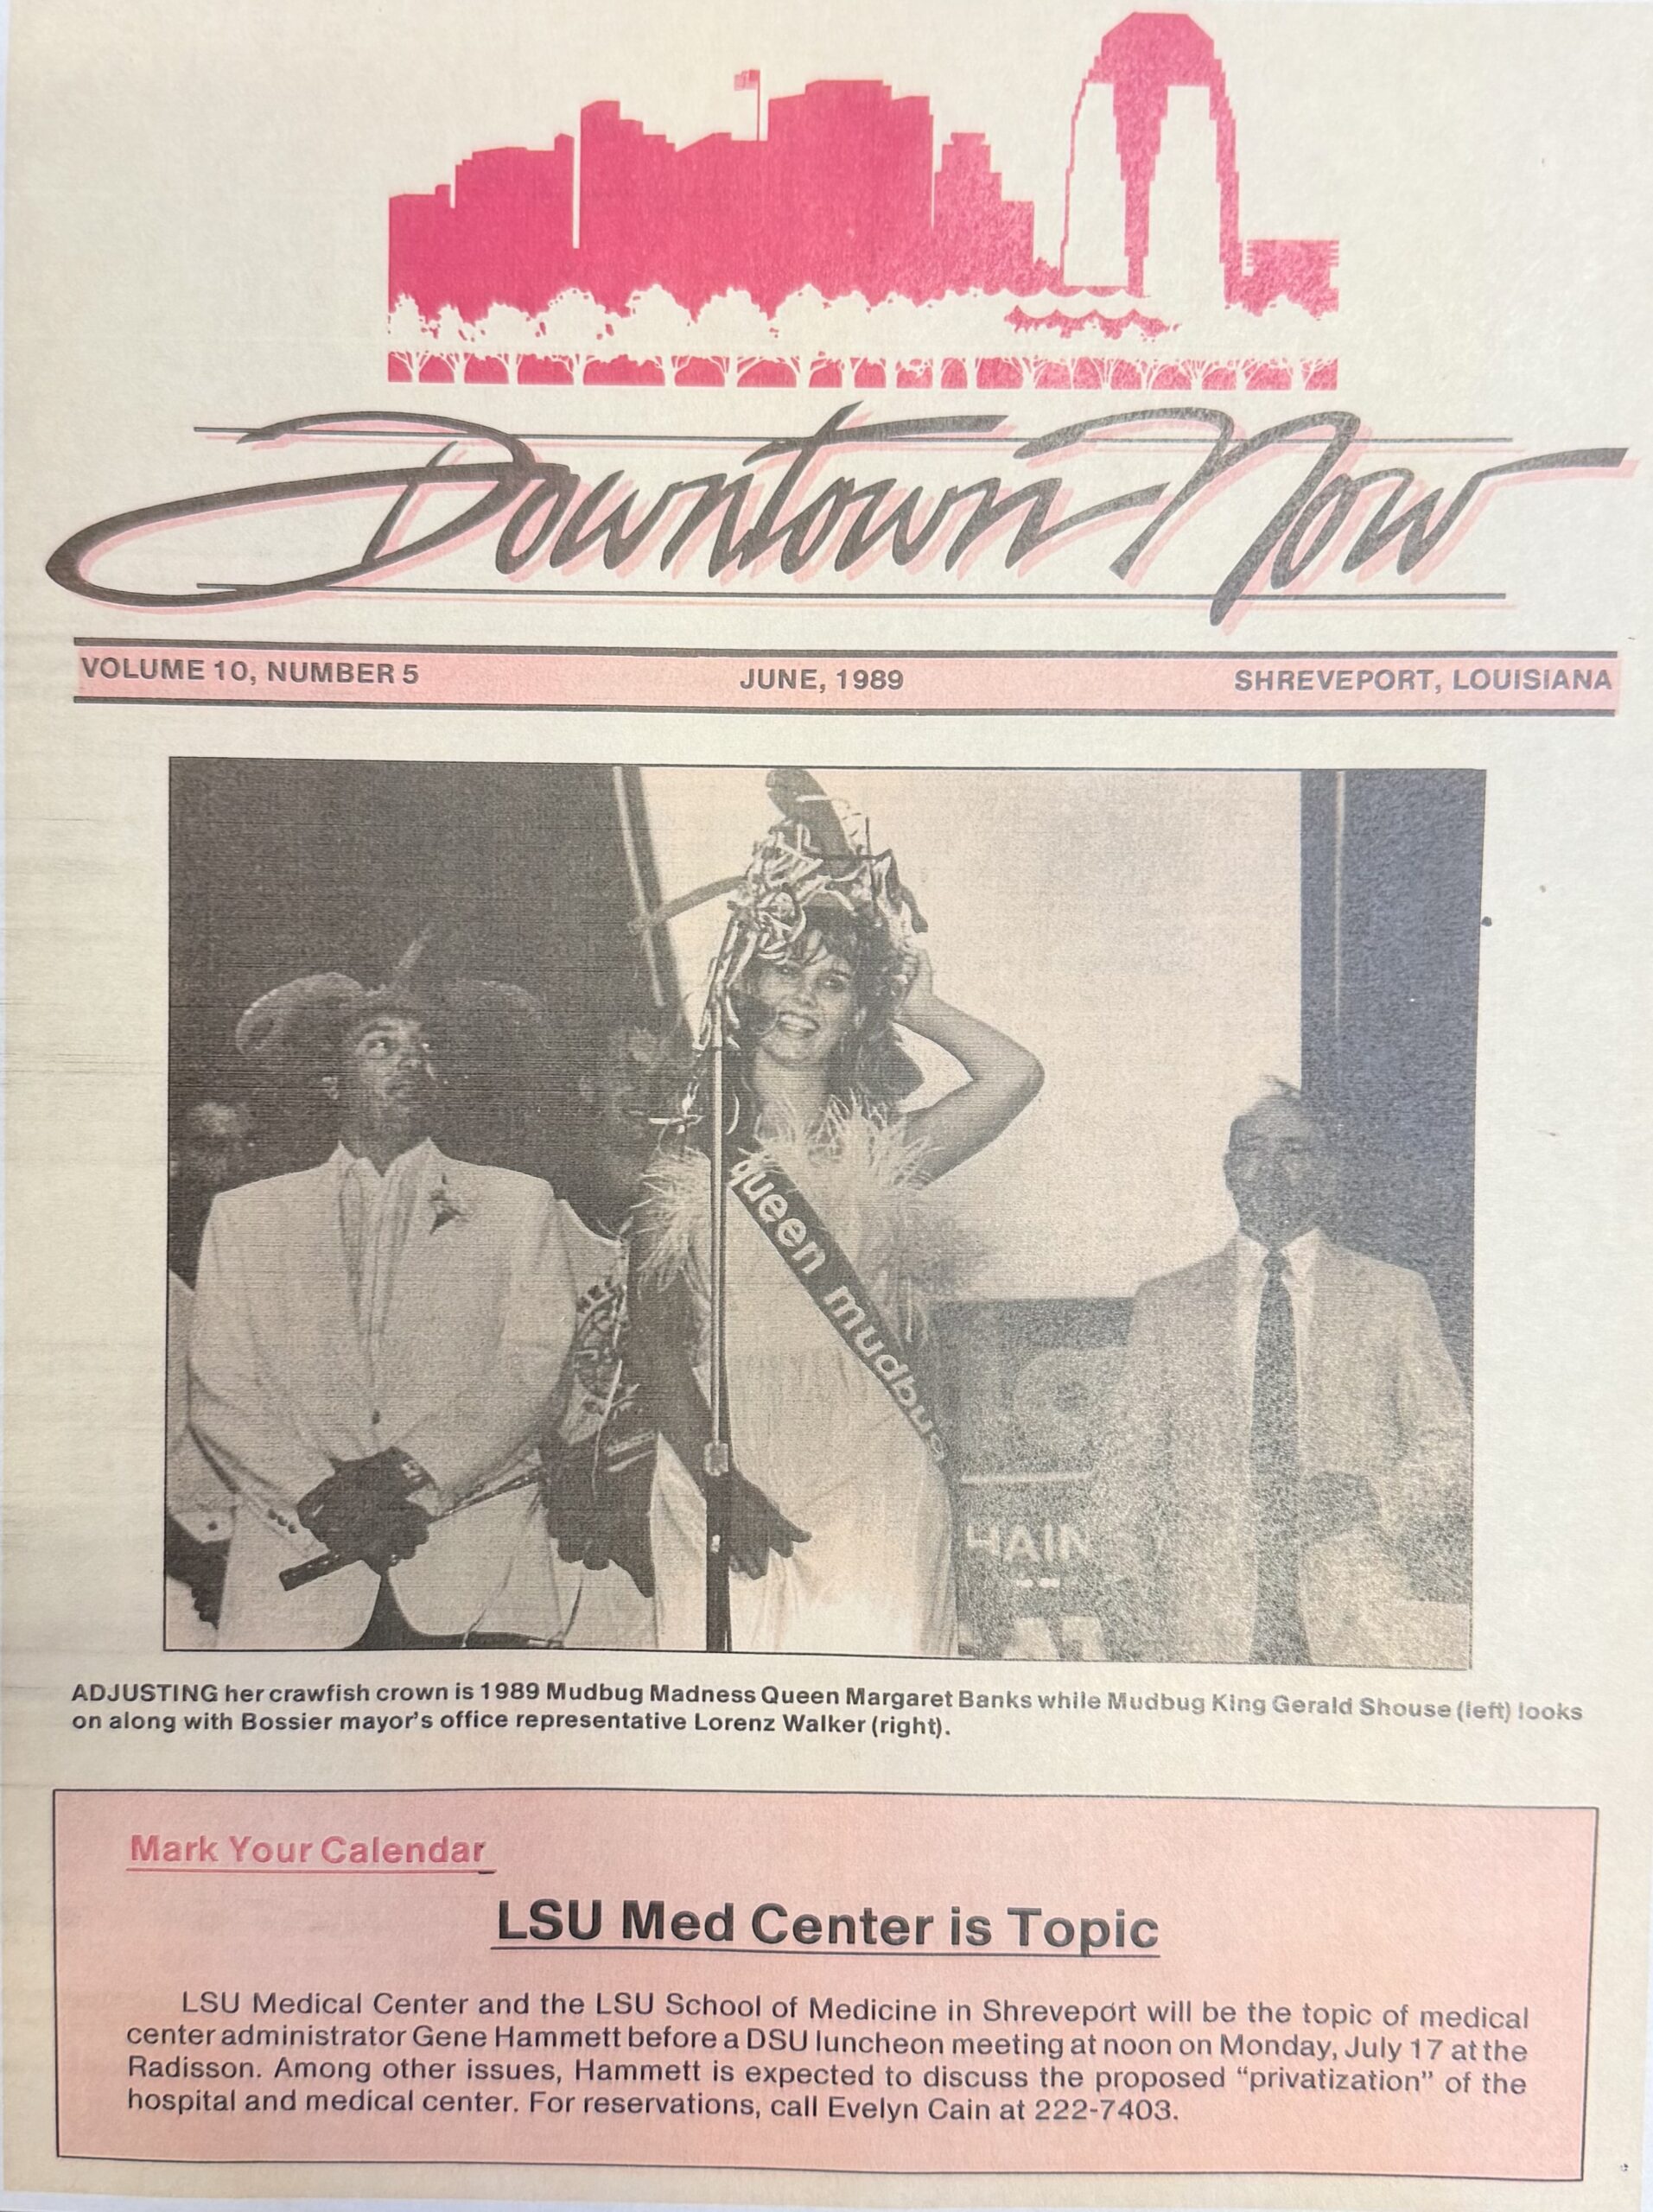 Downtown Now
VOLUME 10, NUMBER 5 JUNE, 1989 SHREVEPORT, LOUISIANA
queen mudbug
HAIN
ADJUSTING her crawfish crown is 1989 Mudbug Madness Queen Margaret Banks while Mudbug King Gerald Shouse (left) looks
on along with Bossier mayor's office representative Lorenz Walker (right).
Mark Your Calendar
LSU Med Center is Topic
LSU Medical Center and the LSU School of Medicine in Shreveport will be the topic of medical
center administrator Gene Hammett before a DSU luncheon meeting at noon on Monday, July 17 at the
Radisson. Among other issues, Hammett is expected to discuss the proposed “privatization” of the
hospital and medical center. For reservations, call Evelyn Cain at 222-7403.